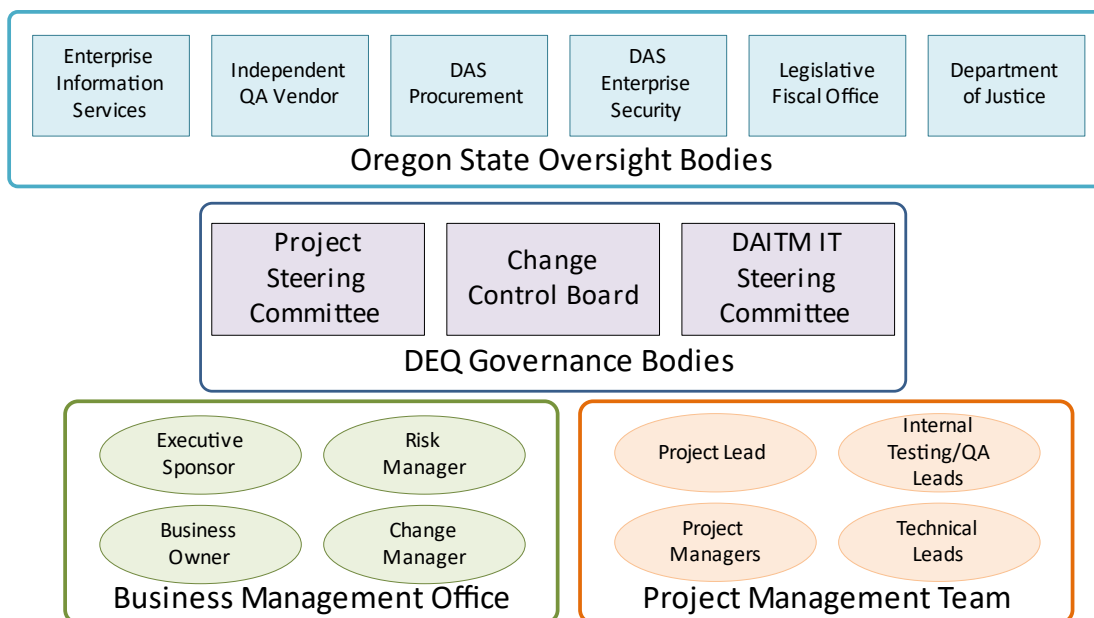 Enterprise
Information
Services
Independent
QA Vendor
DAS
Procurement
DAS
Enterprise
Security
Legislative
Fiscal Office
Department
of Justice
Oregon State Oversight Bodies
Project
Steering
Committee
Change
Control Board
DAITM IT
Steering
Committee
DEQ Governance Bodies
Executive
Sponsor
Risk
Manager
Business
Owner
Change
Manager
Business Management Office
Project Lead
Internal
Testing/QA
Leads
Project
Managers
Technical
Leads
Project Management Team